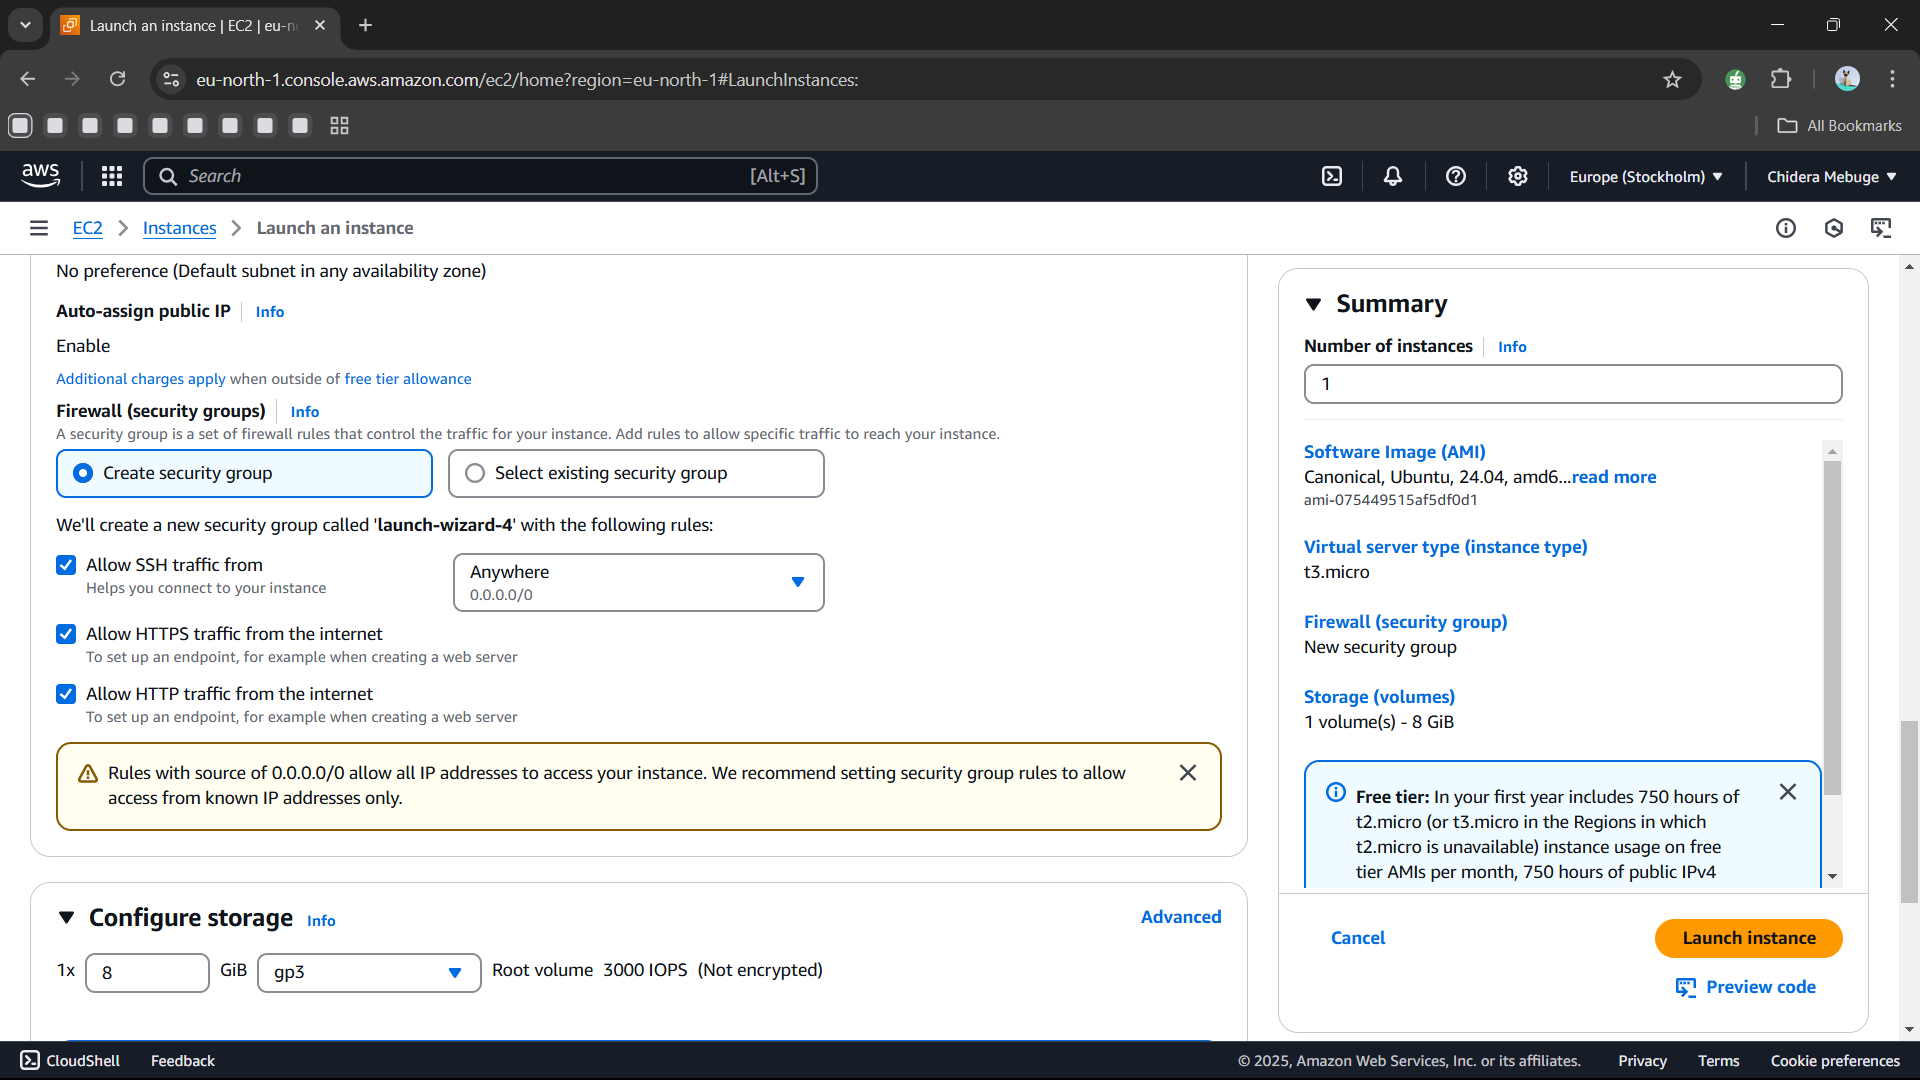 Launch an instance | EC2 | eu-n
eu-north-1.console.aws.amazon.com/ec2/home?region=eu-north-1#LaunchInstances:
All Bookmarks
aws
Search [Alt+S]
Europe (Stockholm)
Chidera Mebuge
EC2 > Instances > Launch an instance
No preference (Default subnet in any availability zone)
Auto-assign public IP | Info
Enable
Additional charges apply when outside of free tier allowance
Firewall (security groups) | Info
A security group is a set of firewall rules that control the traffic for your instance. Add rules to allow specific traffic to reach your instance.
Create security group
Select existing security group
We'll create a new security group called 'launch-wizard-4' with the following rules:
Allow SSH traffic from
Helps you connect to your instance
Anywhere
0.0.0.0/0
Allow HTTPS traffic from the internet
To set up an endpoint, for example when creating a web server
Allow HTTP traffic from the internet
To set up an endpoint, for example when creating a web server
Rules with source of 0.0.0.0/0 allow all IP addresses to access your instance. We recommend setting security group rules to allow
access from known IP addresses only.
Configure storage Info
Advanced
1x 8 GiB gp3 Root volume 3000 IOPS (Not encrypted)
Summary
Number of instances | Info
1
Software Image (AMI)
Canonical, Ubuntu, 24.04, amd6...read more
ami-075449515af5df0d1
Virtual server type (instance type)
t3.micro
Firewall (security group)
New security group
Storage (volumes)
1 volume(s) - 8 GiB
Free tier: In your first year includes 750 hours of
t2.micro (or t3.micro in the Regions in which
t2.micro is unavailable) instance usage on free
tier AMIs per month, 750 hours of public IPv4
Cancel
Launch instance
Preview code
CloudShell
Feedback
© 2025, Amazon Web Services, Inc. or its affiliates.
Privacy
Terms
Cookie preferences